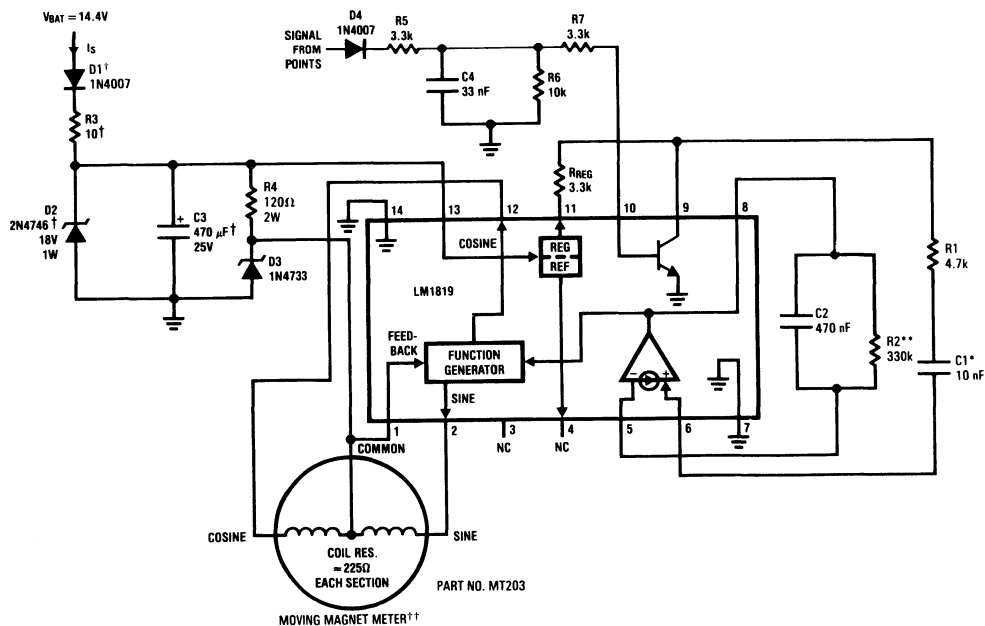 VBAT = 14.4V
IS
D1†
1N4007
R3
10†
D2
2N4746†
18V
1W
C3
470 μF†
25V
+
R4
120Ω
2W
D3
1N4733
SIGNAL
FROM
POINTS
D4
1N4007
R5
3.3k
C4
33 nF
R6
10k
R7
3.3k
RREG
3.3k
14
13
12
11
10
9
8
COSINE
REG
REF
LM1819
FEED-
BACK
FUNCTION
GENERATOR
SINE
- +
1
2
3
4
5
6
7
COMMON
NC
NC
R1
4.7k
C2
470 nF
R2**
330k
C1*
10 nF
COSINE
SINE
COIL RES.
≈225Ω
EACH SECTION
PART NO. MT203
MOVING MAGNET METER††